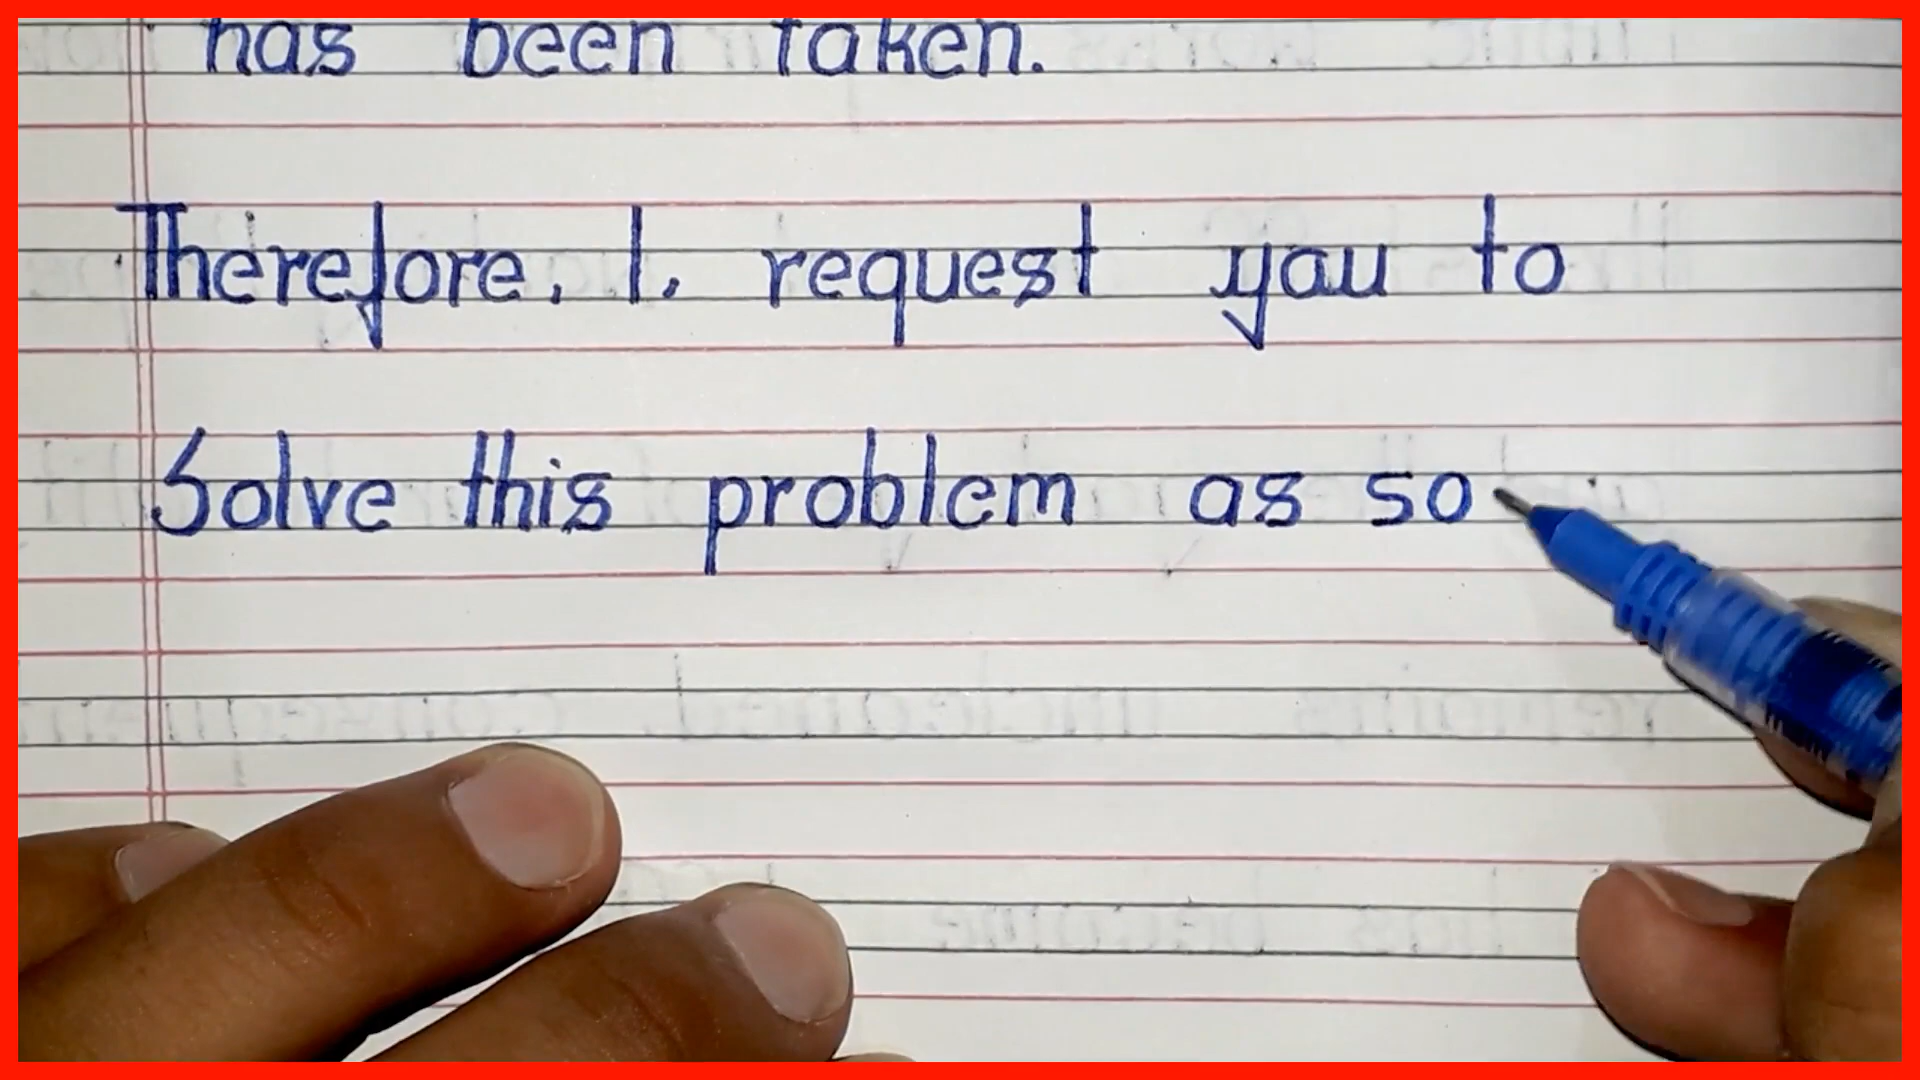 has been taken.
Therefore, I, request you to
Solve this problem as so